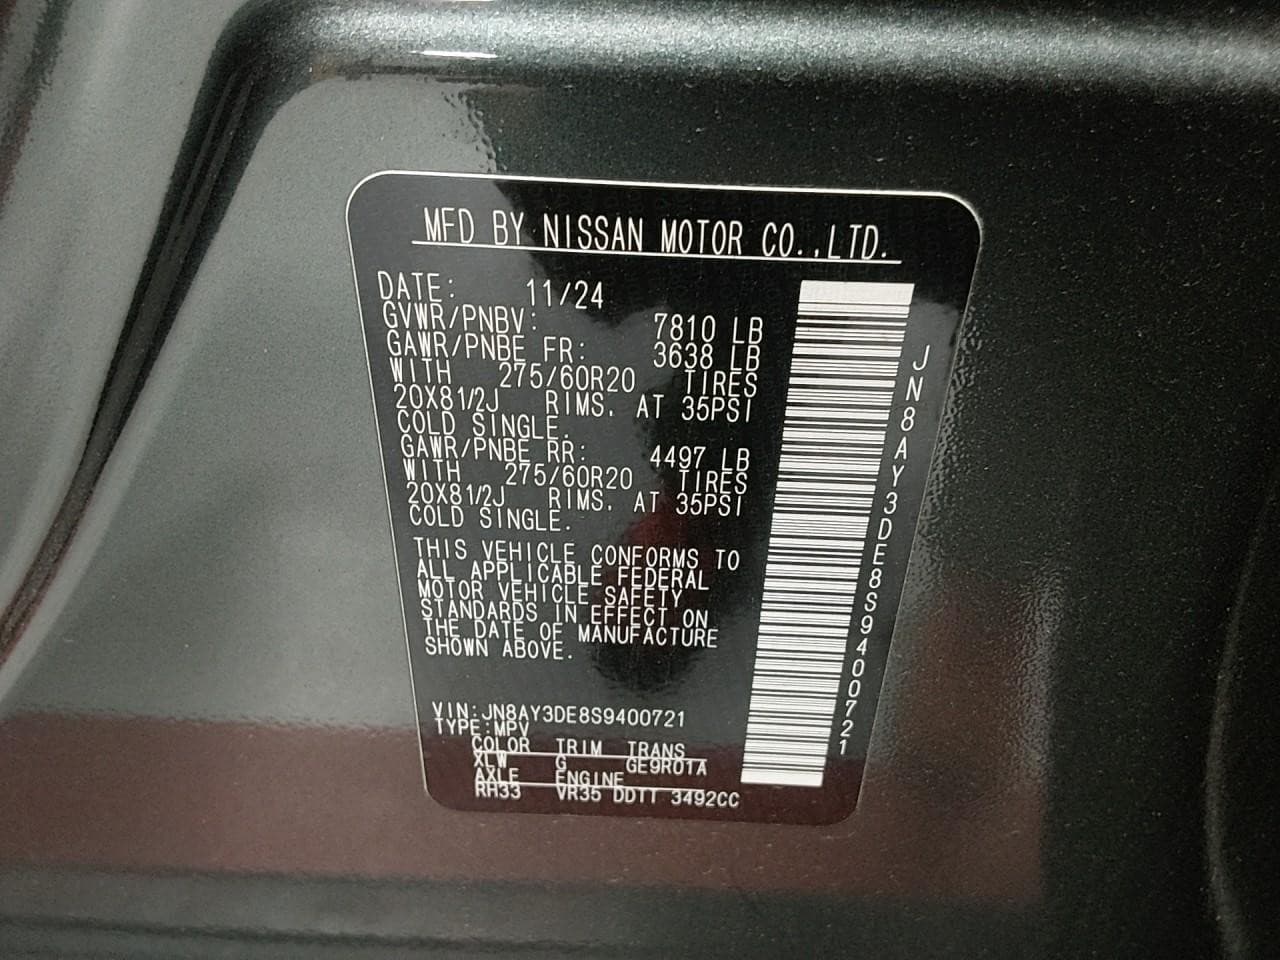 MFD BY NISSAN MOTOR CO.,LTD.
DATE: 11/24
GVWR/PNBV: 7810 LB
GAWR/PNBE FR: 3638 LB
WITH 275/60R20 TIRES
20X81/2J RIMS. AT 35PSI
COLD SINGLE.
GAWR/PNBE RR: 4497 LB
WITH 275/60R20 TIRES
20X81/2J RIMS. AT 35PSI
COLD SINGLE.
THIS VEHICLE CONFORMS TO
ALL APPLICABLE FEDERAL
MOTOR VEHICLE SAFETY
STANDARDS IN EFFECT ON
THE DATE OF MANUFACTURE
SHOWN ABOVE.
VIN:JN8AY3DE8S9400721
TYPE:MPV
COLOR TRIM TRANS
XLW G GE9R01A
AXLE ENGINE
RH33 VR35 DDTT 3492CC
JN8AY3DE8S9400721